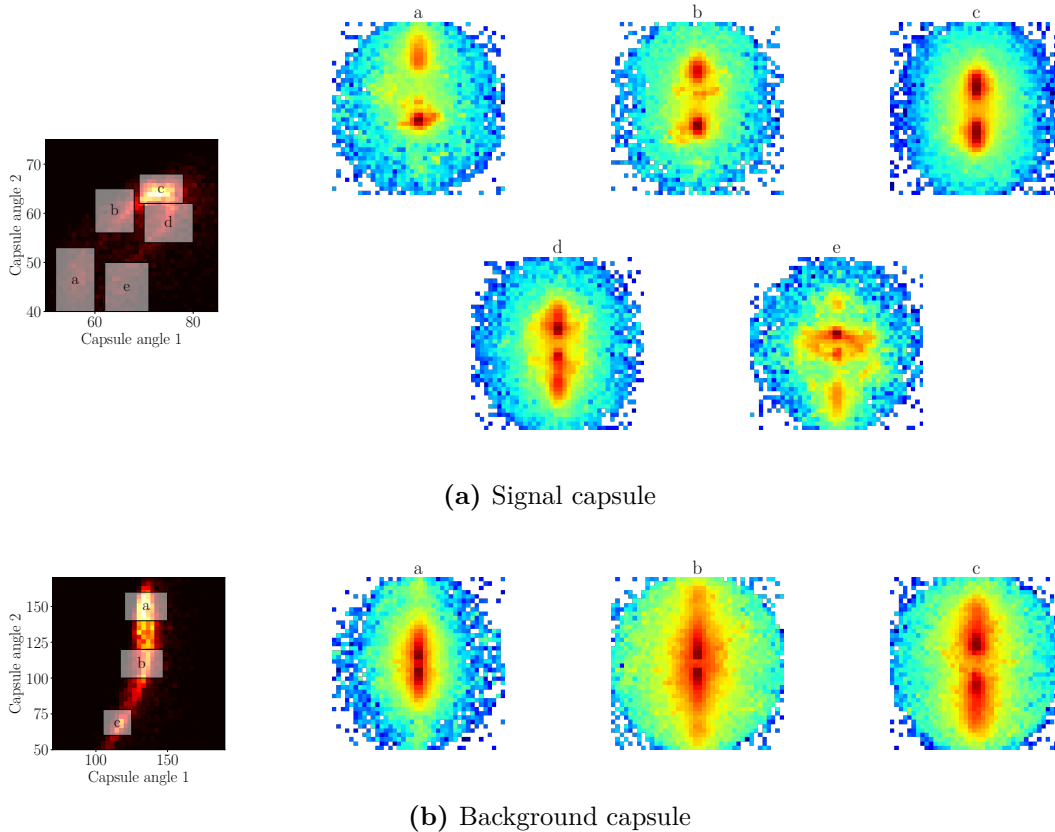 a
b
c
70
60
50
40
Capsule angle 2
c
b
d
a
e
60
80
Capsule angle 1
d
e
(a) Signal capsule
a
b
c
150
125
100
75
50
Capsule angle 2
a
b
c
100
150
Capsule angle 1
(b) Background capsule